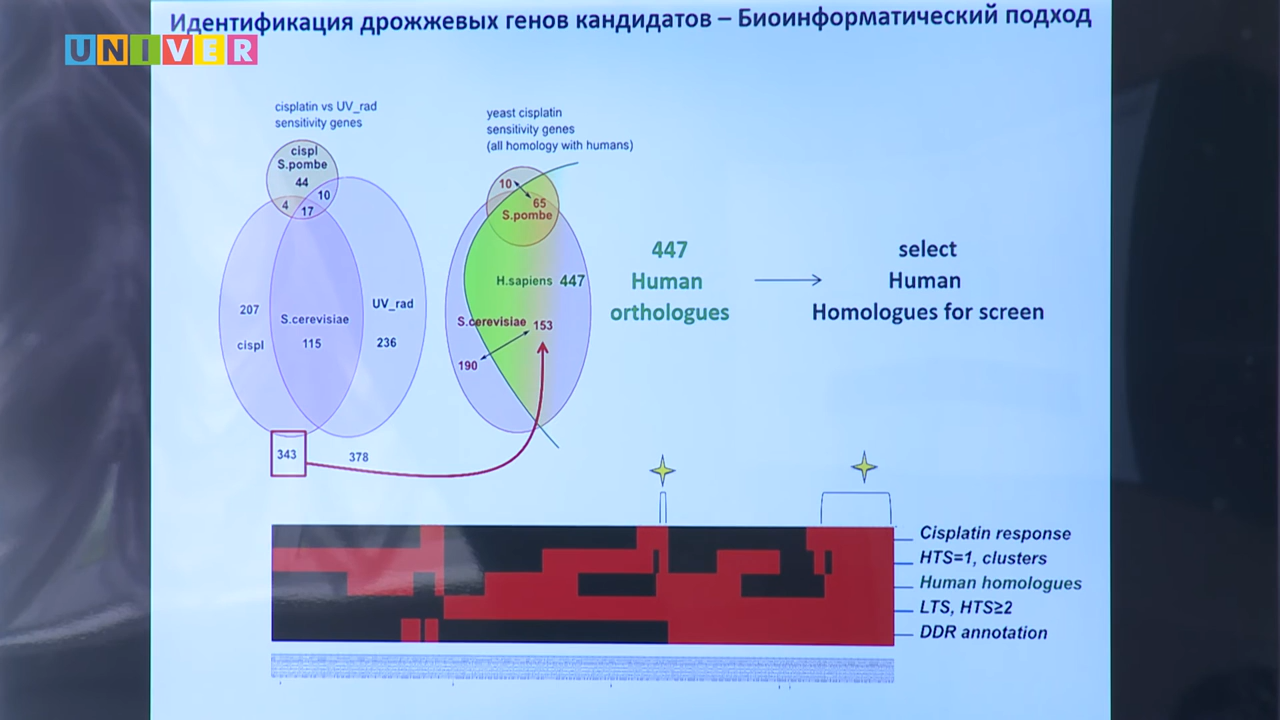 Идентификация дрожжевых генов кандидатов – Биоинформатический подход
UNIVER
cisplatin vs UV_rad
sensitivity genes
cispl
S.pombe
44
10
4
17
207
cispl
S.cerevisiae
115
UV_rad
236
343
378
yeast cisplatin
sensitivity genes
(all homology with humans)
10
65
S.pombe
H.sapiens 447
S.cerevisiae 153
190
447
Human
orthologues
select
Human
Homologues for screen
Cisplatin response
HTS=1, clusters
Human homologues
LTS, HTS≥2
DDR annotation